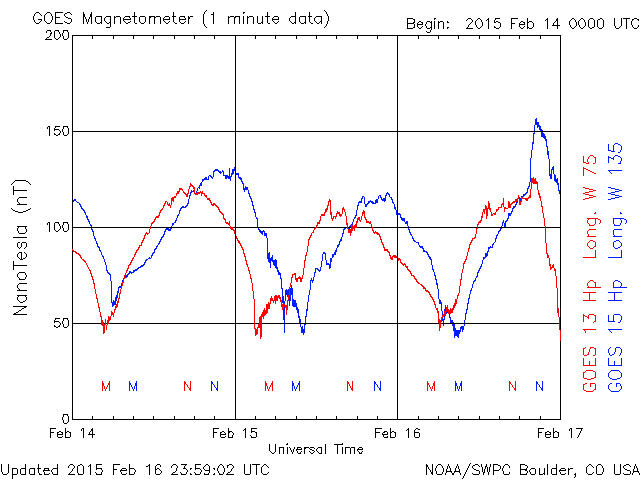 GOES Magnetometer (1 minute data)
Begin: 2015 Feb 14 0000 UTC
200
150
100
50
0
NanoTesla (nT)
M M N N M M N N M M N N
Feb 14 Feb 15 Feb 16 Feb 17
Universal Time
GOES 13 Hp Long. W 75
GOES 15 Hp Long. W 135
Updated 2015 Feb 16 23:59:02 UTC
NOAA/SWPC Boulder, CO USA